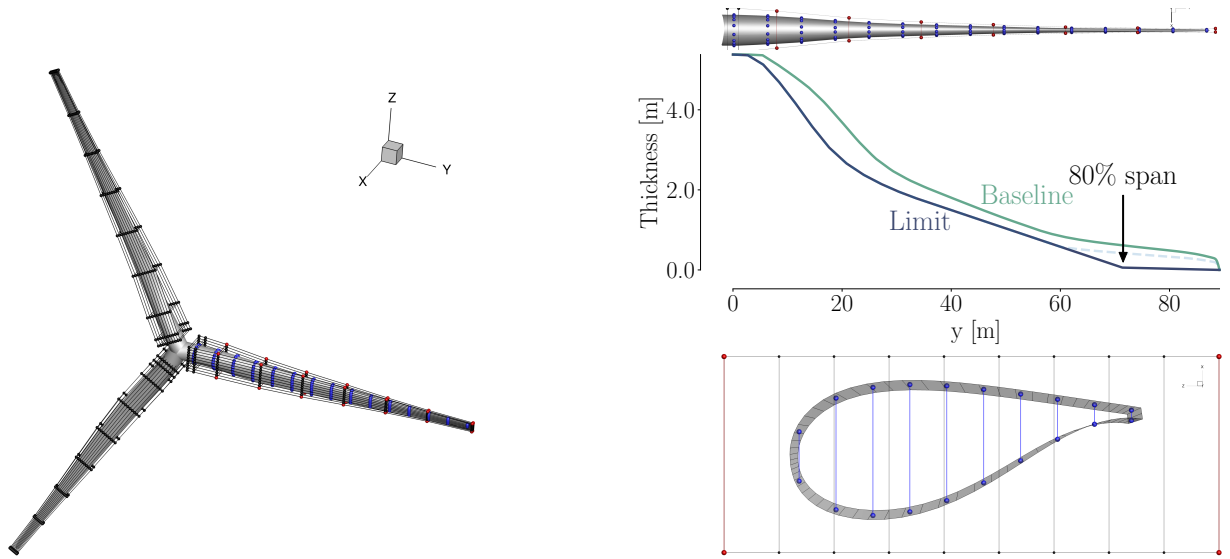 Z
Y
X
Thickness [m]
4.0
2.0
0.0
80% span
Baseline
Limit
0 20 40 60 80
y [m]